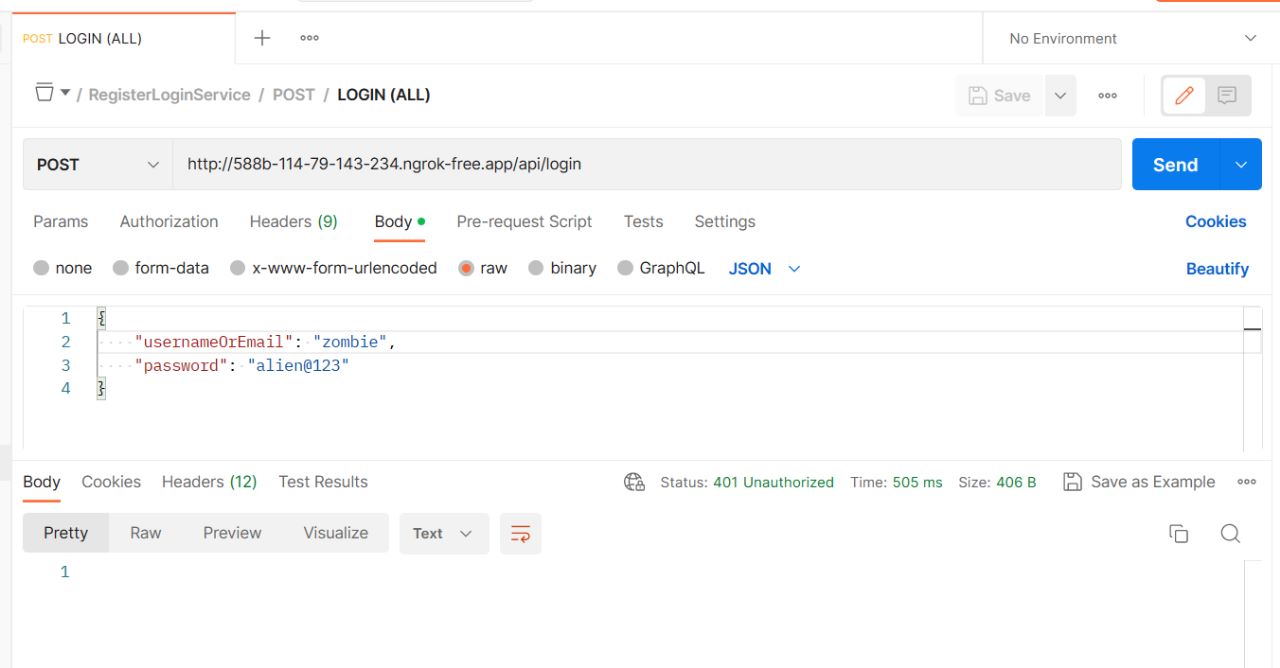 POST LOGIN (ALL)
No Environment
/ RegisterLoginService / POST / LOGIN (ALL)
Save
POST
http://588b-114-79-143-234.ngrok-free.app/api/login
Send
Params Authorization Headers (9) Body Pre-request Script Tests Settings Cookies
none form-data x-www-form-urlencoded raw binary GraphQL JSON Beautify
1 {
2 "usernameOrEmail": "zombie",
3 "password": "alien@123"
4 }
Body Cookies Headers (12) Test Results Status: 401 Unauthorized Time: 505 ms Size: 406 B Save as Example
Pretty Raw Preview Visualize Text
1